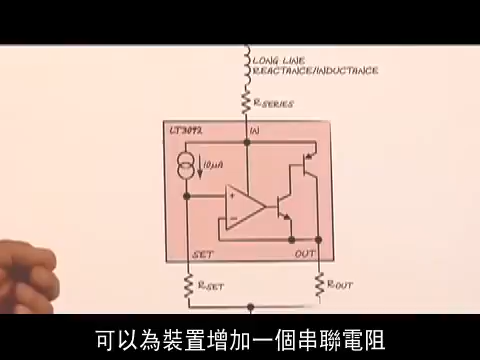 LONG LINE
REACTANCE/INDUCTANCE
RSERIES
LT3092
IN
10µA
+
−
SET
OUT
RSET
ROUT
可以為裝置增加一個串聯電阻